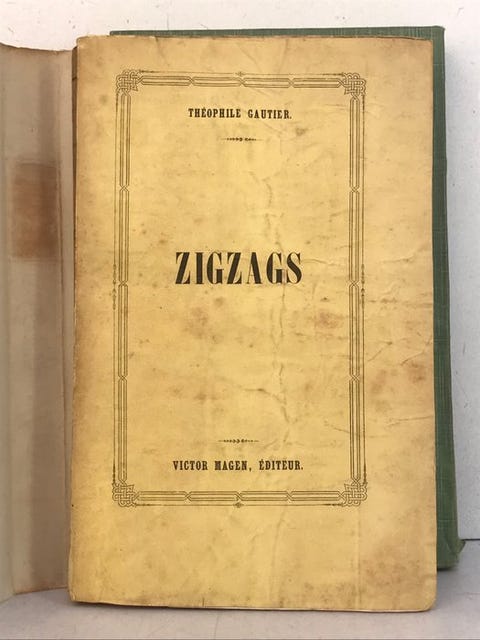 THÉOPHILE GAUTIER.
ZIGZAGS
VICTOR MAGEN, ÉDITEUR.